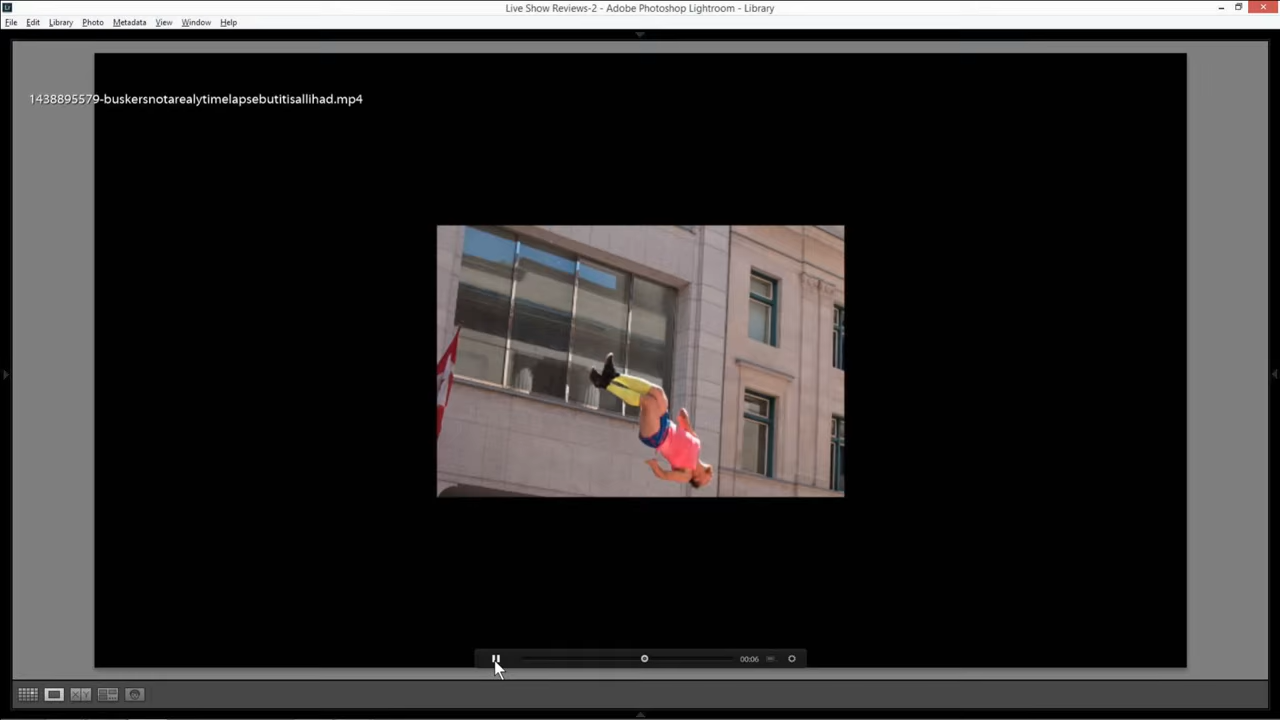 Lr
Live Show Reviews-2 - Adobe Photoshop Lightroom - Library
File Edit Library Photo Metadata View Window Help
1438895579-buskersnotarealytimelapsebutitisallihad.mp4
00:06